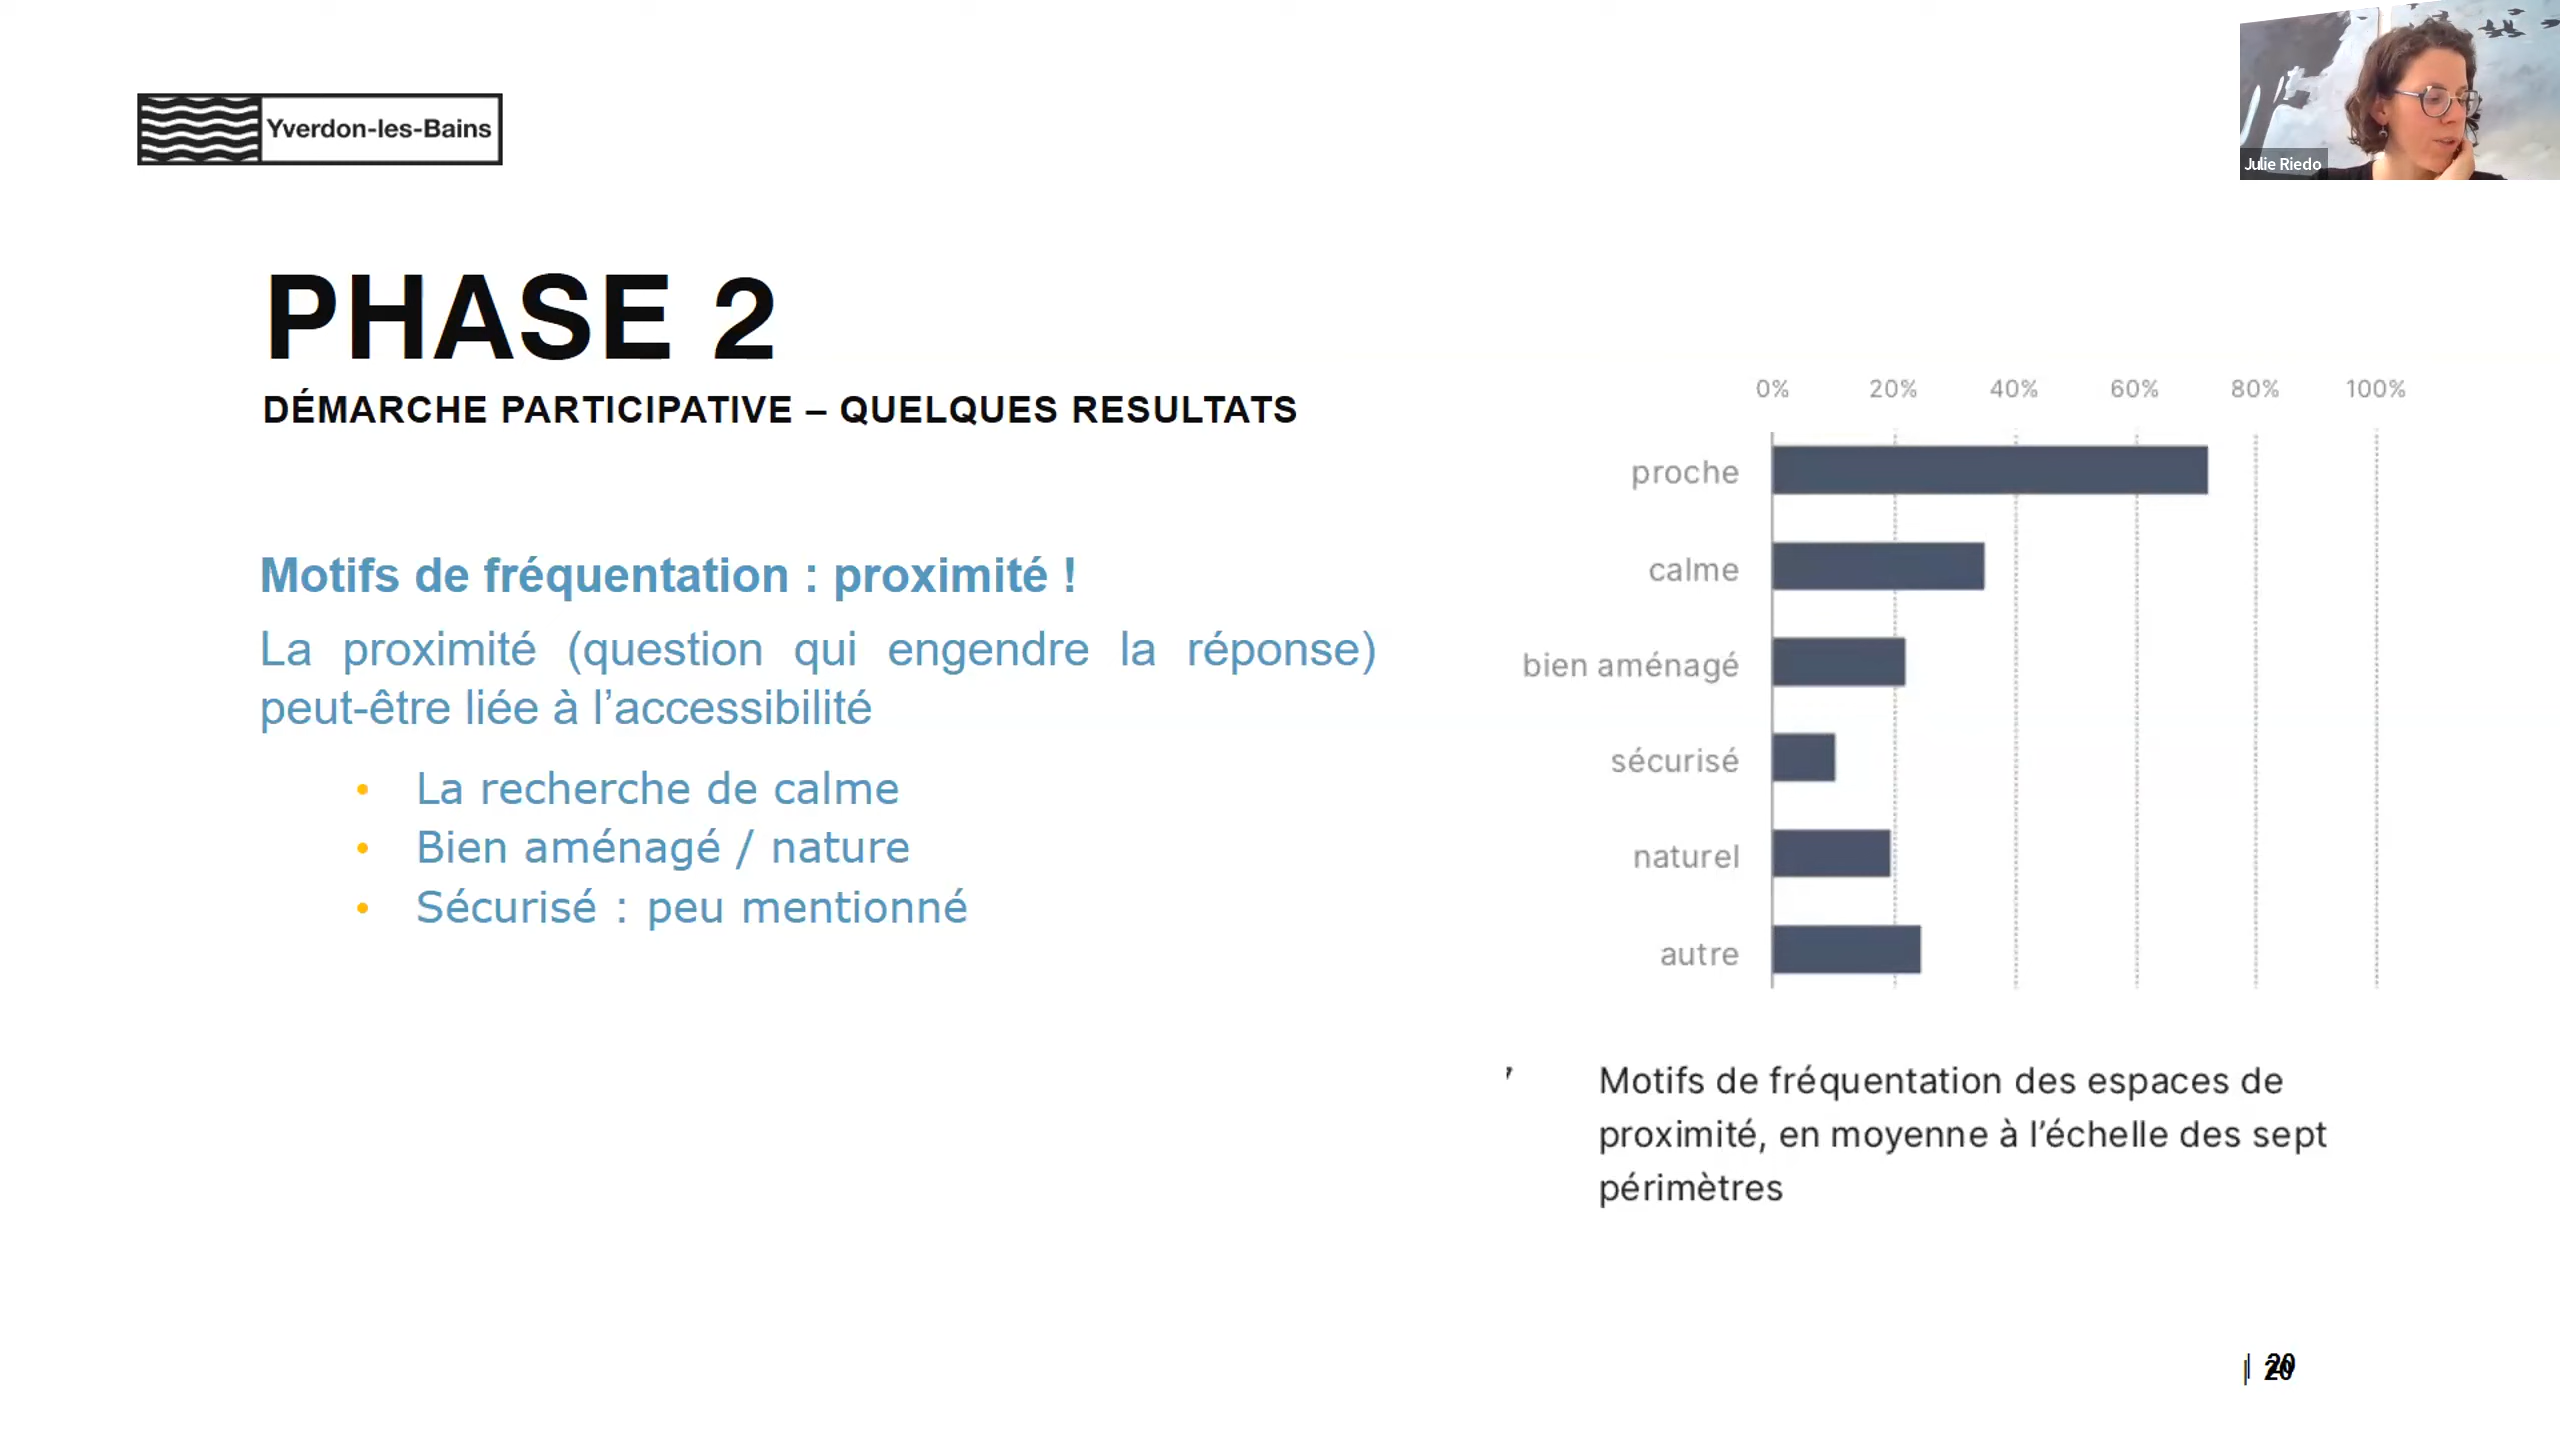 Yverdon-les-Bains
Julie Riedo
PHASE 2
DÉMARCHE PARTICIPATIVE – QUELQUES RESULTATS
Motifs de fréquentation : proximité !
La proximité (question qui engendre la réponse)
peut-être liée à l’accessibilité
• La recherche de calme
• Bien aménagé / nature
• Sécurisé : peu mentionné
0% 20% 40% 60% 80% 100%
proche
calme
bien aménagé
sécurisé
naturel
autre
Motifs de fréquentation des espaces de
proximité, en moyenne à l’échelle des sept
périmètres
| 20